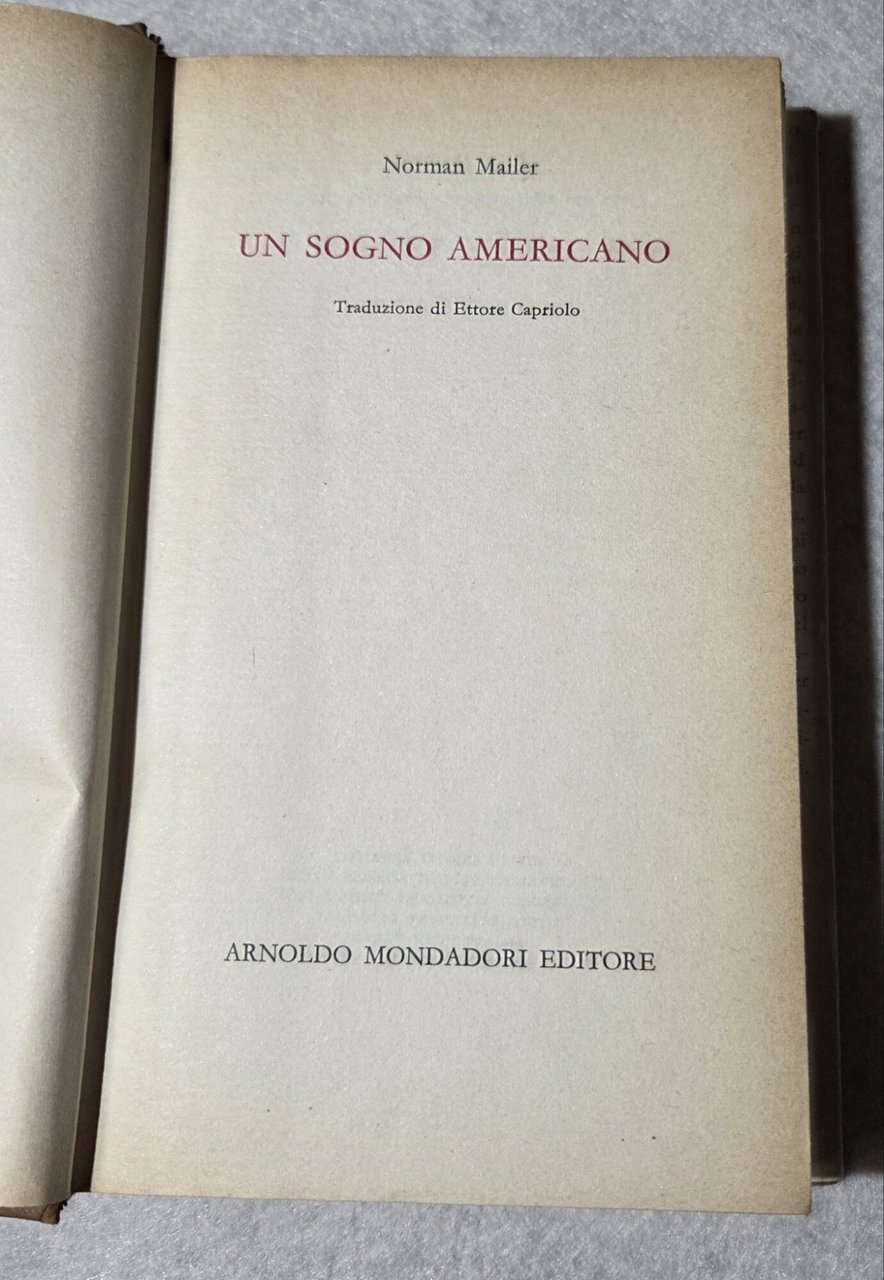 Norman Mailer
UN SOGNO AMERICANO
Traduzione di Ettore Capriolo
ARNOLDO MONDADORI EDITORE